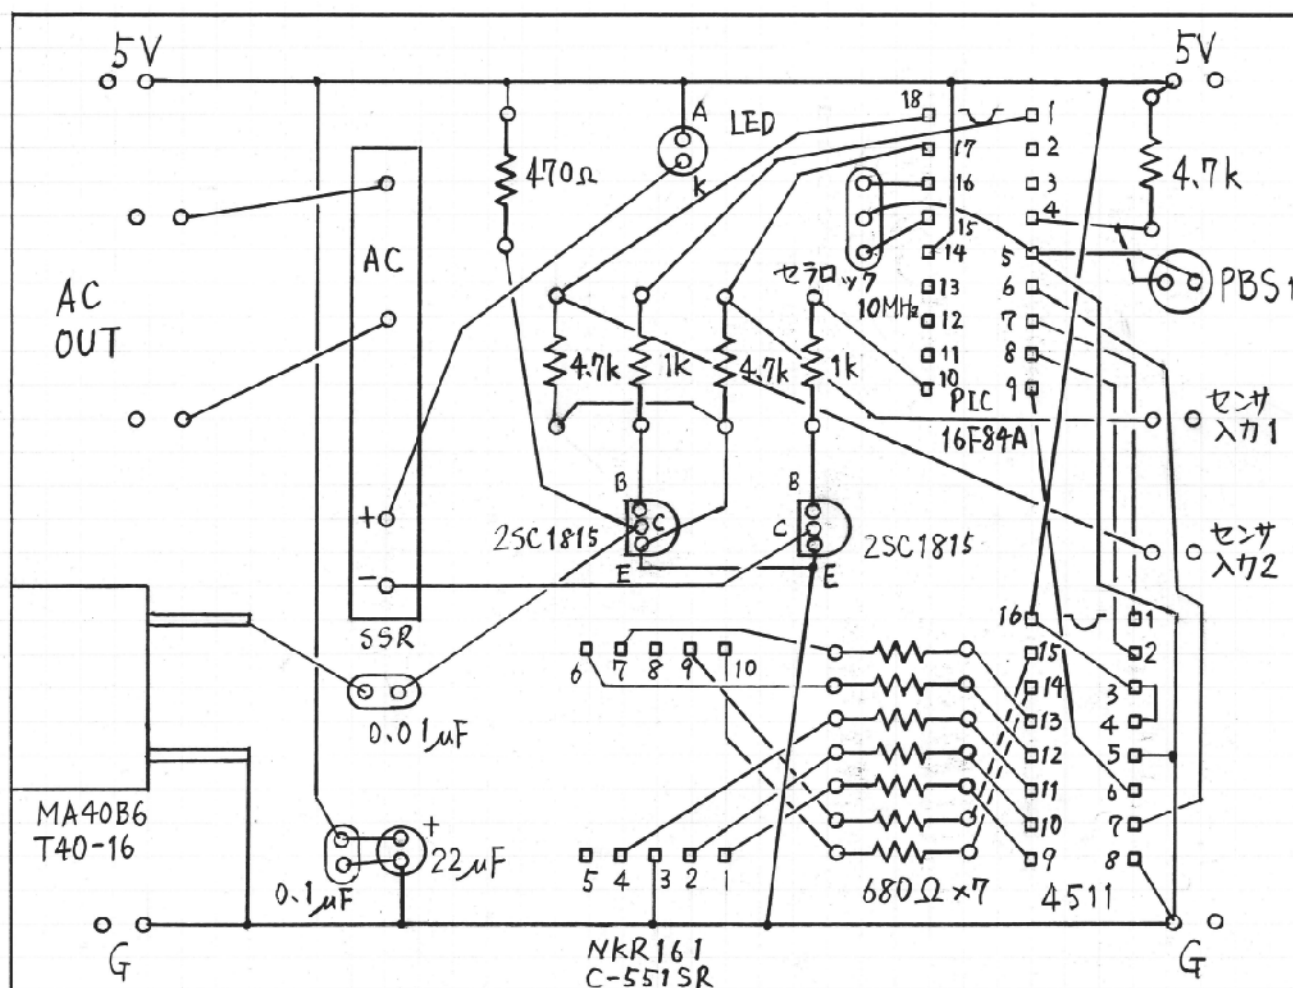 5V
5V
A
LED
K
470Ω
18
17
16
15
14
13
12
11
10
1
2
3
4
5
6
7
8
9
4.7k
PBS1
AC
OUT
AC
セラロック
10MHz
4.7k
1k
4.7k
1k
PIC
16F84A
センサ
入力1
センサ
入力2
+
−
SSR
B
C
E
2SC1815
B
C
E
2SC1815
6
7
8
9
10
16
15
14
13
12
11
10
9
1
2
3
4
5
6
7
8
0.01μF
MA40B6
T40-16
+
22μF
0.1μF
5
4
3
2
1
680Ω×7
4511
G
NKR161
C-551SR
G